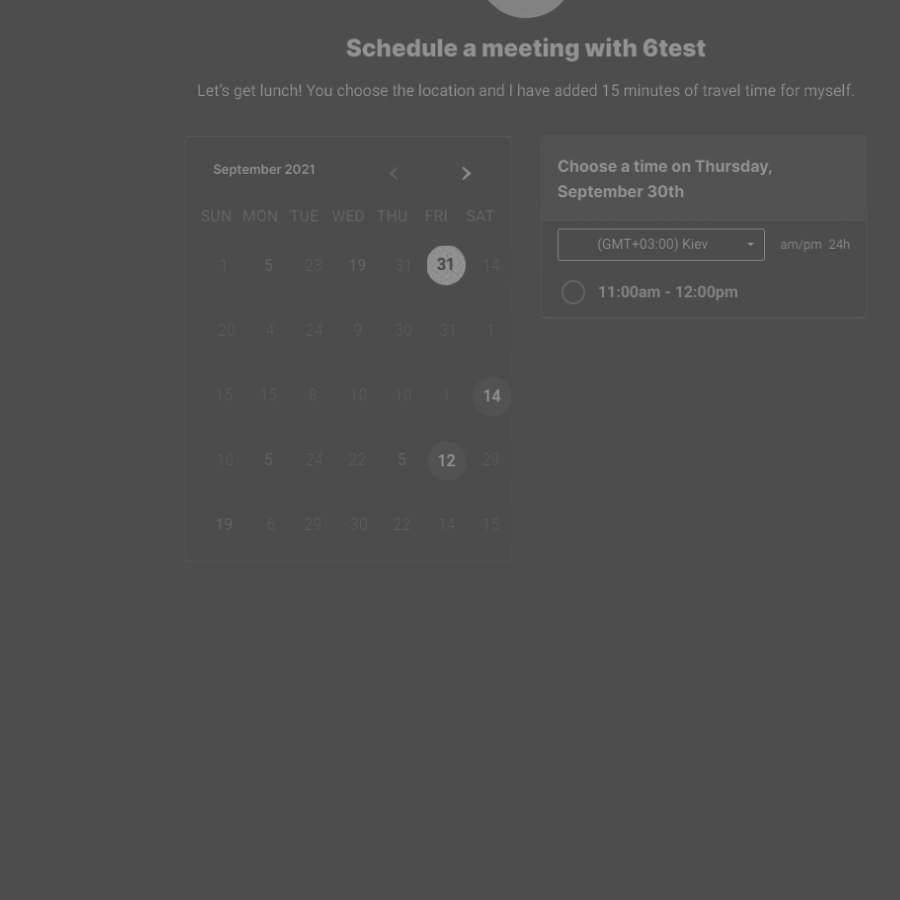 Schedule a meeting with 6test
Let's get lunch! You choose the location and I have added 15 minutes of travel time for myself.
September 2021
SUN MON TUE WED THU FRI SAT
1 5 23 19 31 31 14
20 4 24 9 30 31 1
15 15 8 10 10 1 14
10 5 24 22 5 12 29
19 6 29 30 22 14 15
Choose a time on Thursday,
September 30th
(GMT+03:00) Kiev am/pm 24h
11:00am - 12:00pm